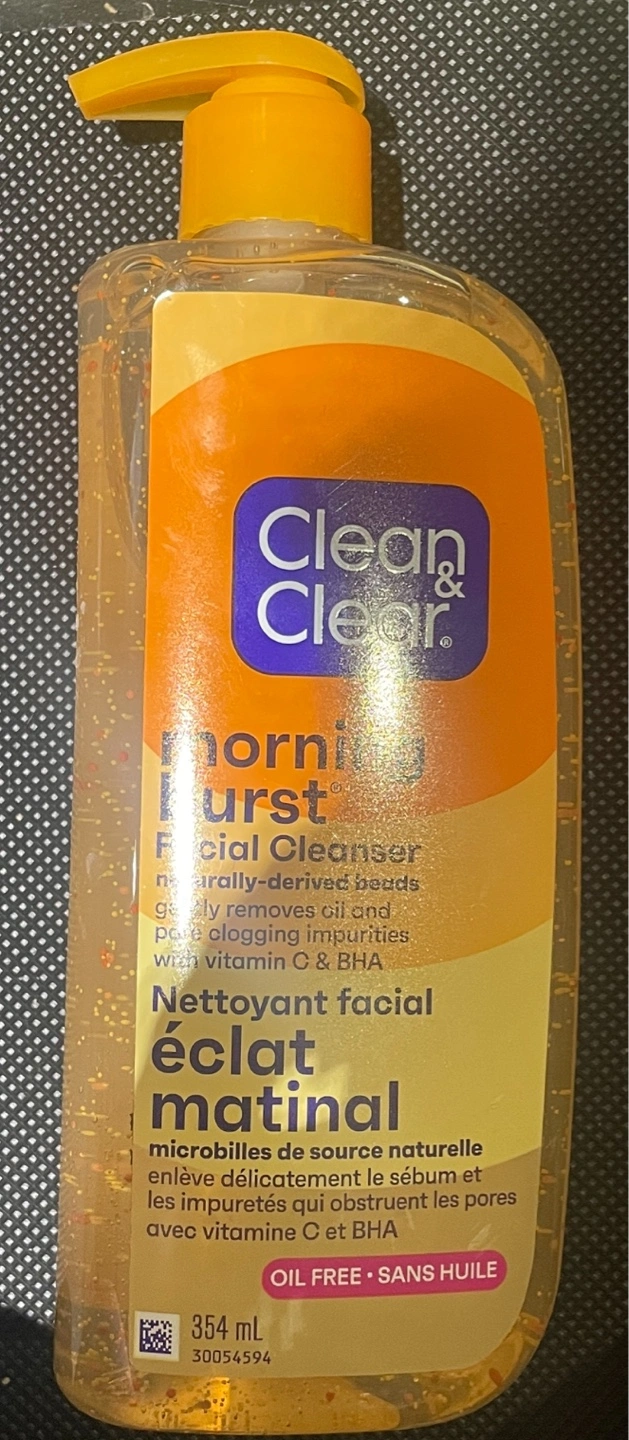 Clean
&
Clear®
morning
burst®
Facial Cleanser
naturally-derived beads
gently removes oil and
pore clogging impurities
with vitamin C & BHA
Nettoyant facial
éclat
matinal
microbilles de source naturelle
enlève délicatement le sébum et
les impuretés qui obstruent les pores
avec vitamine C et BHA
OIL FREE • SANS HUILE
354 mL
30054594